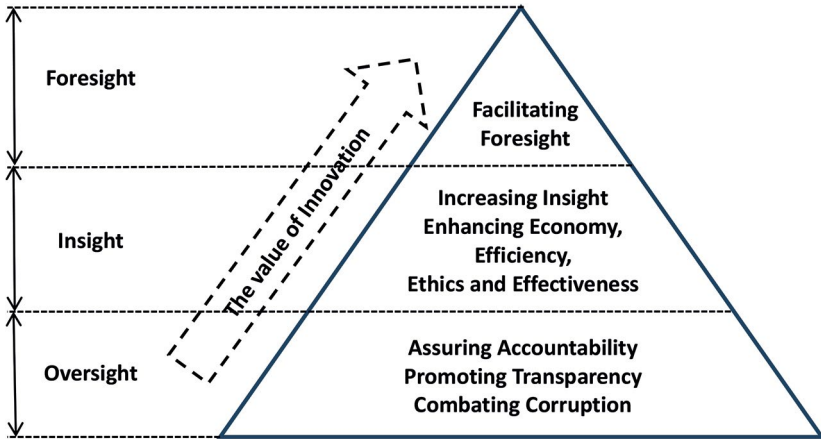 Foresight
Facilitating
Foresight
The value of Innovation
Insight
Increasing Insight
Enhancing Economy,
Efficiency,
Ethics and Effectiveness
Oversight
Assuring Accountability
Promoting Transparency
Combating Corruption